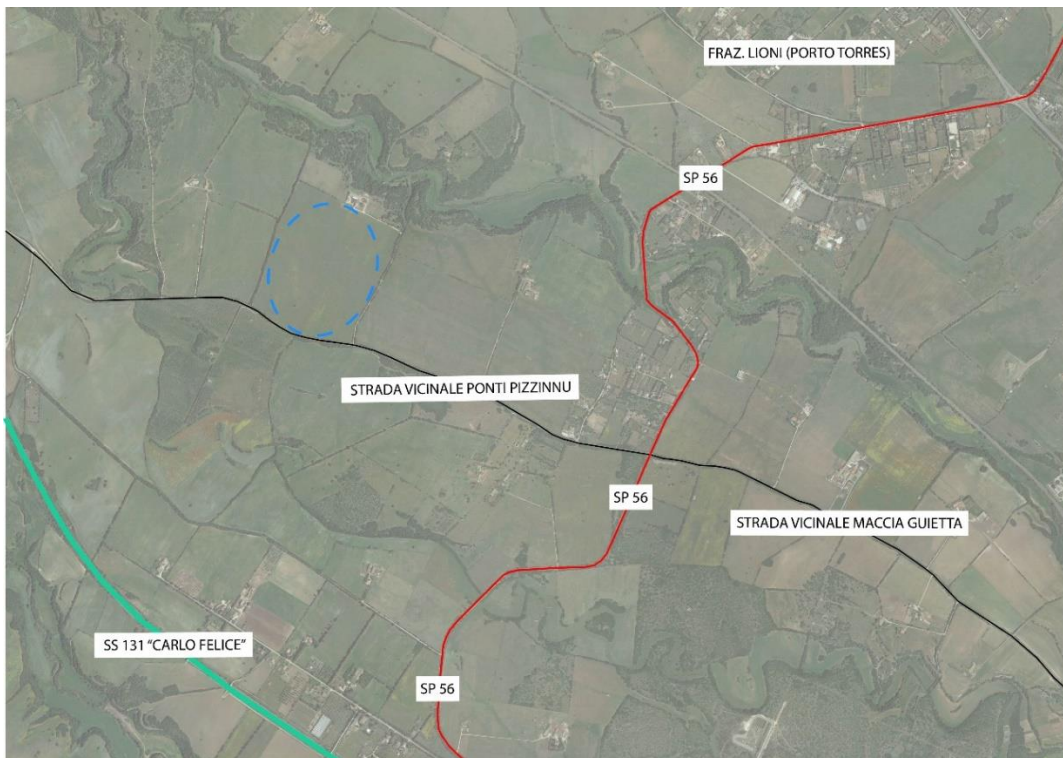 FRAZ. LIONI (PORTO TORRES)
SP 56
STRADA VICINALE PONTI PIZZINNU
SP 56
STRADA VICINALE MACCIA GUIETTA
SS 131 "CARLO FELICE"
SP 56